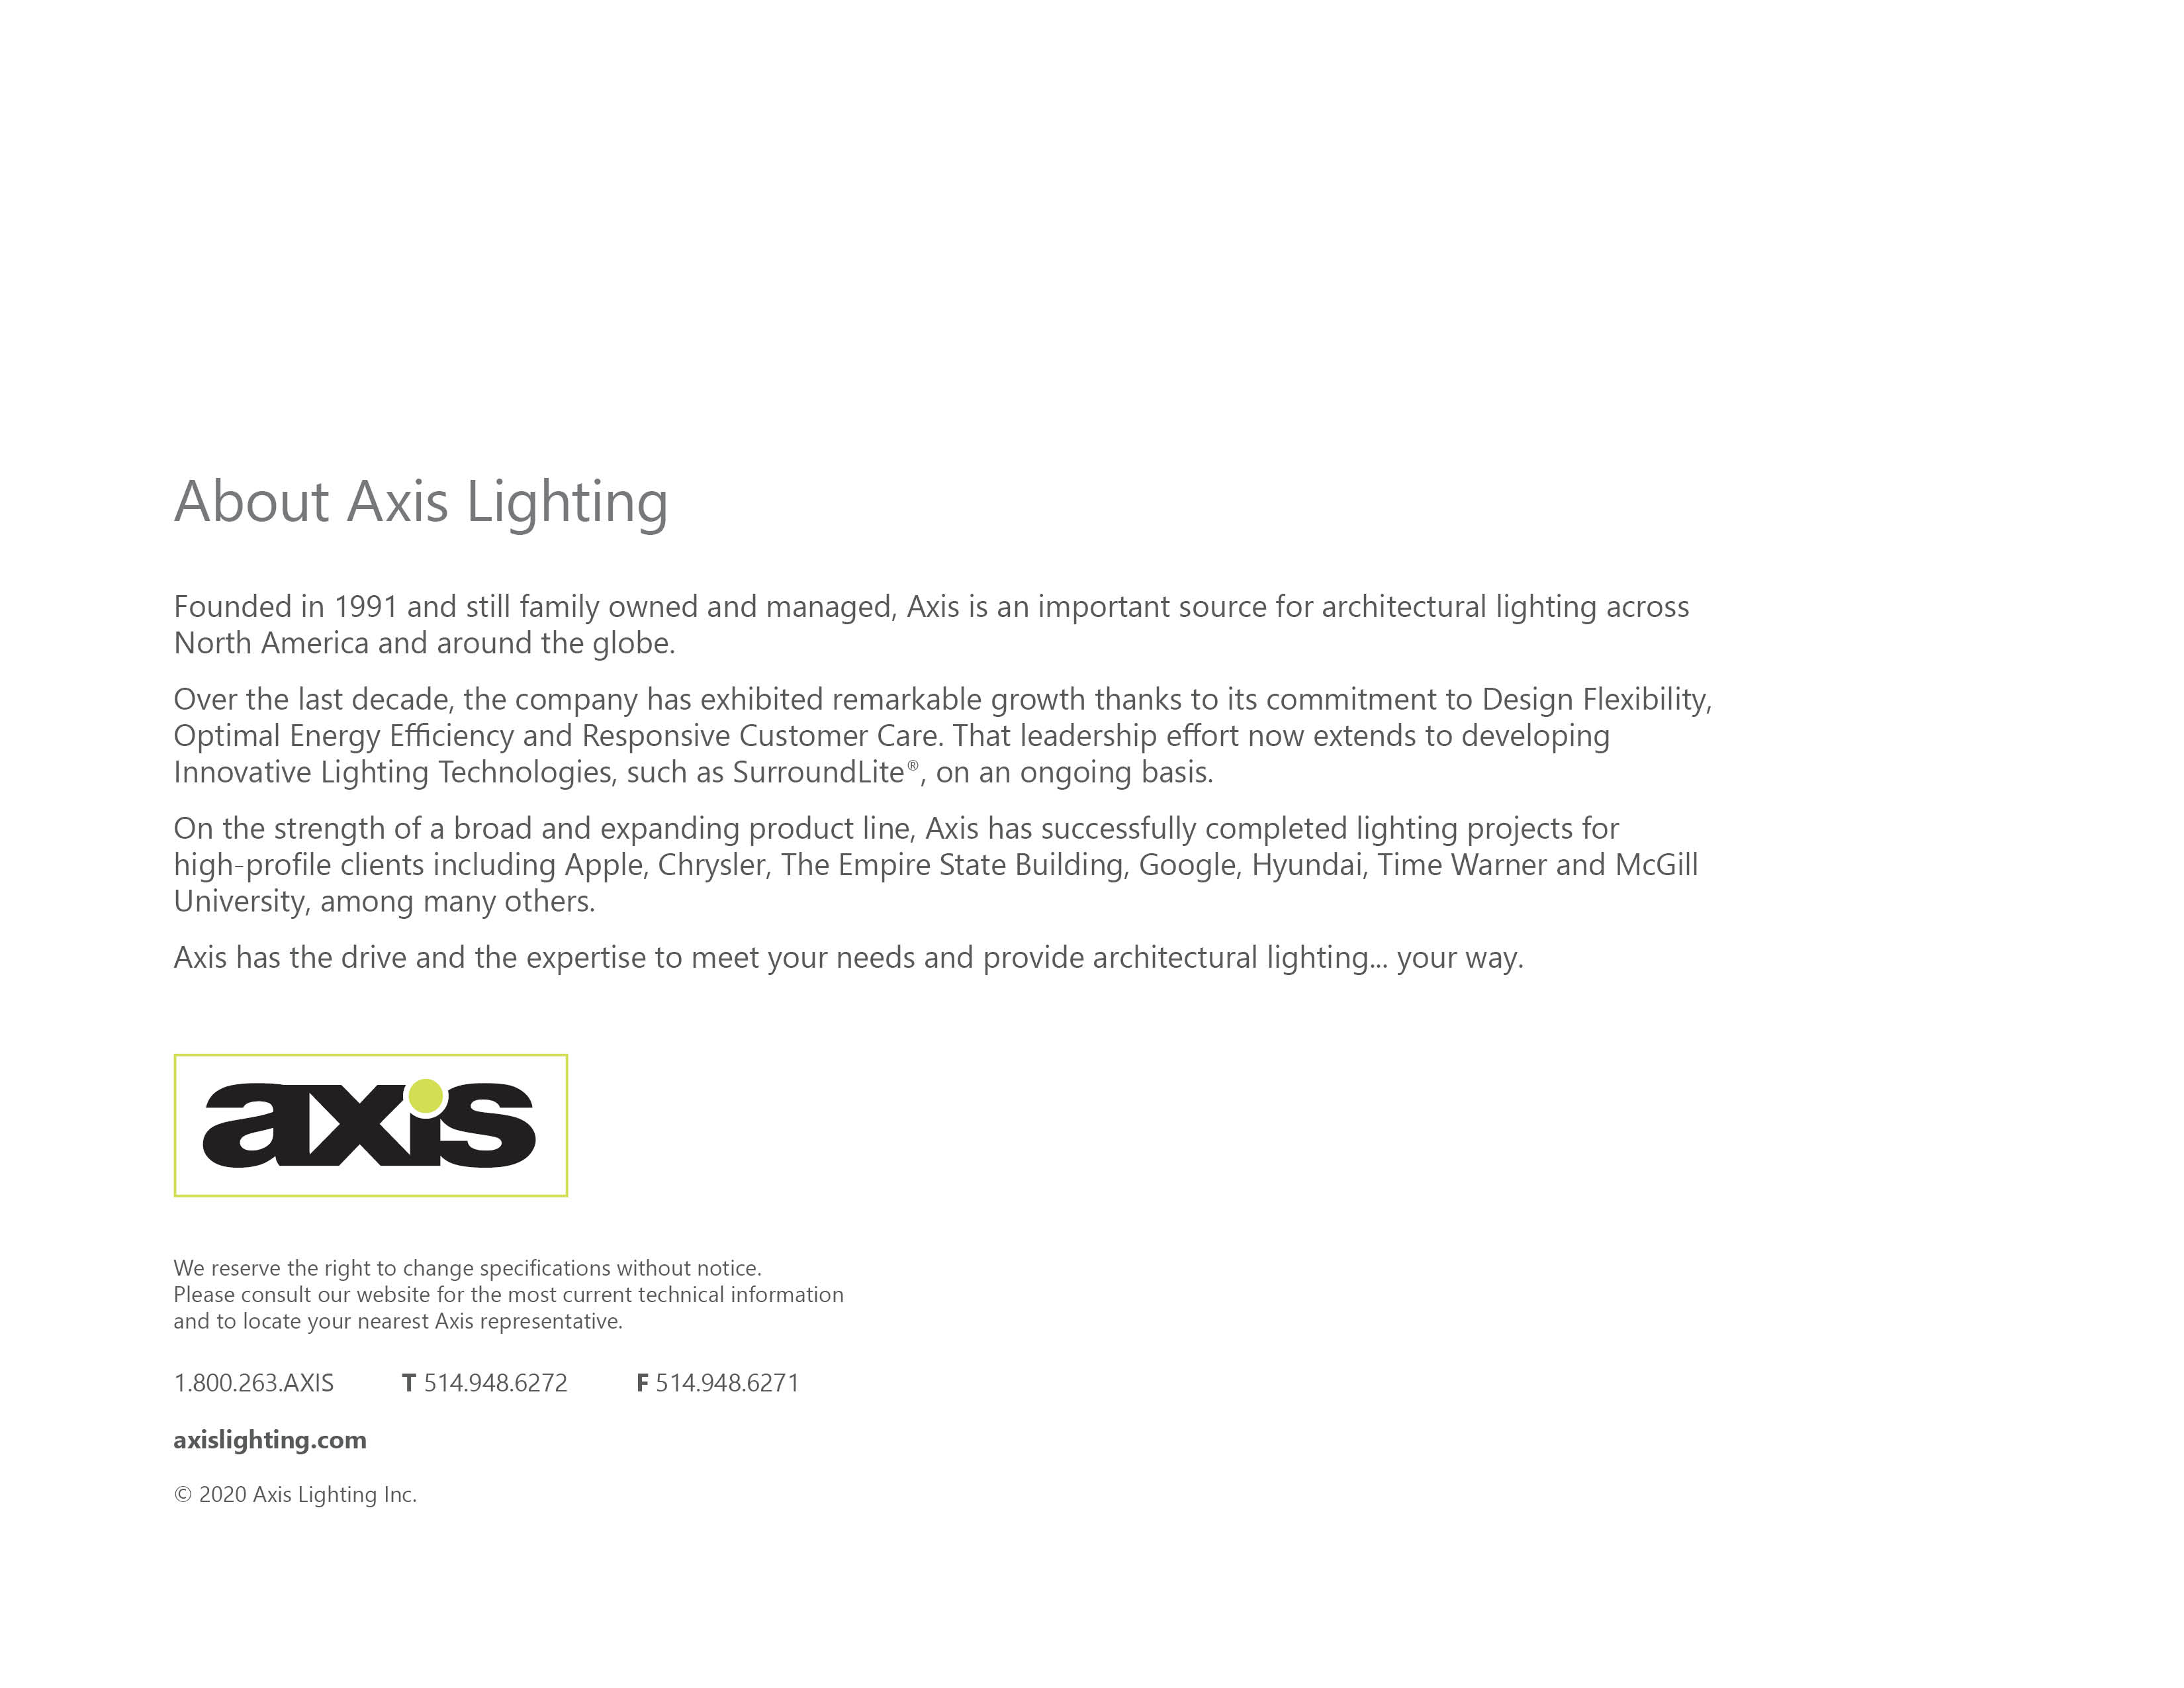 About Axis Lighting
Founded in 1991 and still family owned and managed, Axis is an important source for architectural lighting across
North America and around the globe.
Over the last decade, the company has exhibited remarkable growth thanks to its commitment to Design Flexibility,
Optimal Energy Efficiency and Responsive Customer Care. That leadership effort now extends to developing
Innovative Lighting Technologies, such as SurroundLite®, on an ongoing basis.
On the strength of a broad and expanding product line, Axis has successfully completed lighting projects for
high-profile clients including Apple, Chrysler, The Empire State Building, Google, Hyundai, Time Warner and McGill
University, among many others.
Axis has the drive and the expertise to meet your needs and provide architectural lighting... your way.
axis
We reserve the right to change specifications without notice.
Please consult our website for the most current technical information
and to locate your nearest Axis representative.
1.800.263.AXIS T 514.948.6272 F 514.948.6271
axislighting.com
© 2020 Axis Lighting Inc.